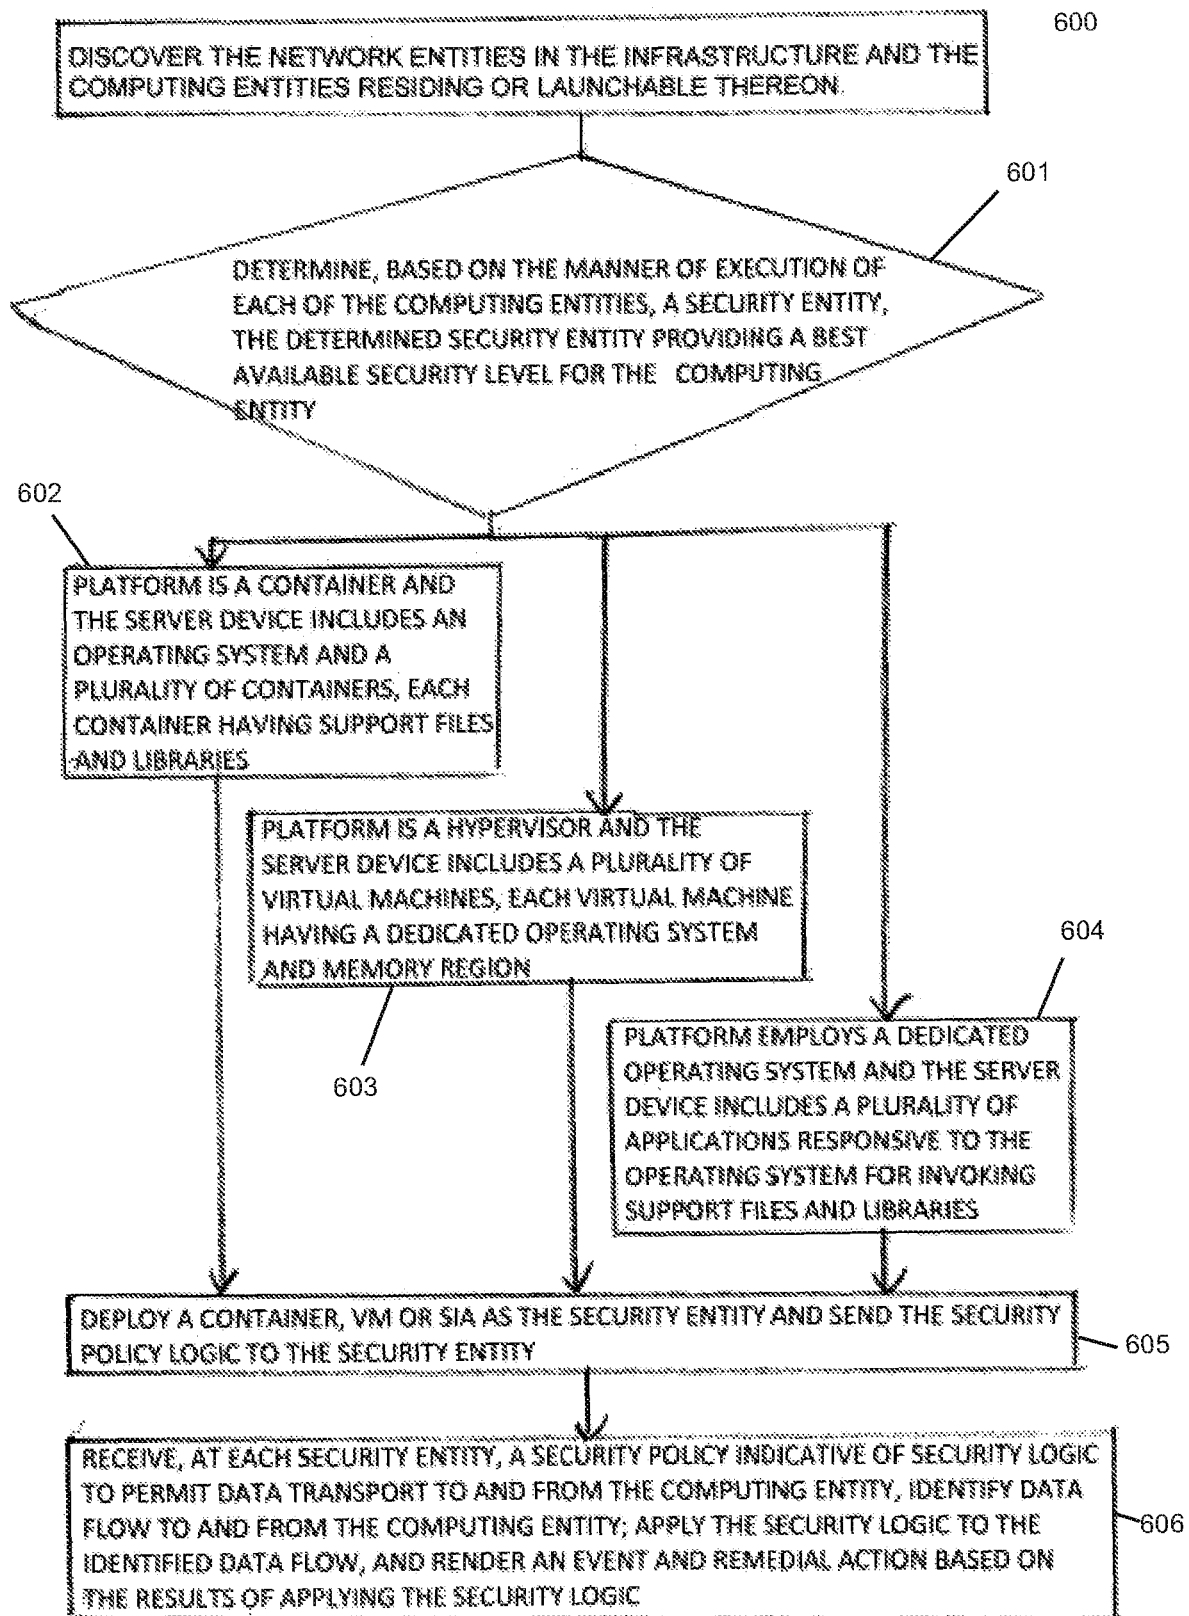 600
DISCOVER THE NETWORK ENTITIES IN THE INFRASTRUCTURE AND THE
COMPUTING ENTITIES RESIDING OR LAUNCHABLE THEREON.
601
DETERMINE, BASED ON THE MANNER OF EXECUTION OF
EACH OF THE COMPUTING ENTITIES, A SECURITY ENTITY,
THE DETERMINED SECURITY ENTITY PROVIDING A BEST
AVAILABLE SECURITY LEVEL FOR THE COMPUTING
ENTITY
602
PLATFORM IS A CONTAINER AND
THE SERVER DEVICE INCLUDES AN
OPERATING SYSTEM AND A
PLURALITY OF CONTAINERS, EACH
CONTAINER HAVING SUPPORT FILES
AND LIBRARIES
PLATFORM IS A HYPERVISOR AND THE
SERVER DEVICE INCLUDES A PLURALITY OF
VIRTUAL MACHINES, EACH VIRTUAL MACHINE
HAVING A DEDICATED OPERATING SYSTEM
AND MEMORY REGION
603
604
PLATFORM EMPLOYS A DEDICATED
OPERATING SYSTEM AND THE SERVER
DEVICE INCLUDES A PLURALITY OF
APPLICATIONS RESPONSIVE TO THE
OPERATING SYSTEM FOR INVOKING
SUPPORT FILES AND LIBRARIES
DEPLOY A CONTAINER, VM OR SIA AS THE SECURITY ENTITY AND SEND THE SECURITY
POLICY LOGIC TO THE SECURITY ENTITY
605
RECEIVE, AT EACH SECURITY ENTITY, A SECURITY POLICY INDICATIVE OF SECURITY LOGIC
TO PERMIT DATA TRANSPORT TO AND FROM THE COMPUTING ENTITY, IDENTIFY DATA
FLOW TO AND FROM THE COMPUTING ENTITY; APPLY THE SECURITY LOGIC TO THE
IDENTIFIED DATA FLOW, AND RENDER AN EVENT AND REMEDIAL ACTION BASED ON
THE RESULTS OF APPLYING THE SECURITY LOGIC
606